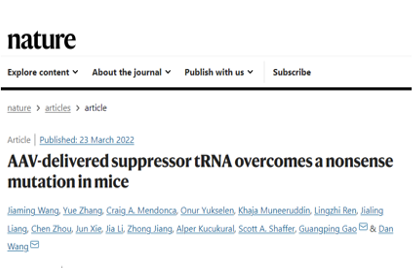 nature
Explore content About the journal Publish with us Subscribe
nature > articles > article
Article | Published: 23 March 2022
AAV-delivered suppressor tRNA overcomes a nonsense
mutation in mice
Jiaming Wang, Yue Zhang, Craig A. Mendonca, Onur Yukselen, Khaja Muneeruddin, Lingzhi Ren, Jialing
Liang, Chen Zhou, Jun Xie, Jia Li, Zhong Jiang, Alper Kucukural, Scott A. Shaffer, Guangping Gao & Dan
Wang